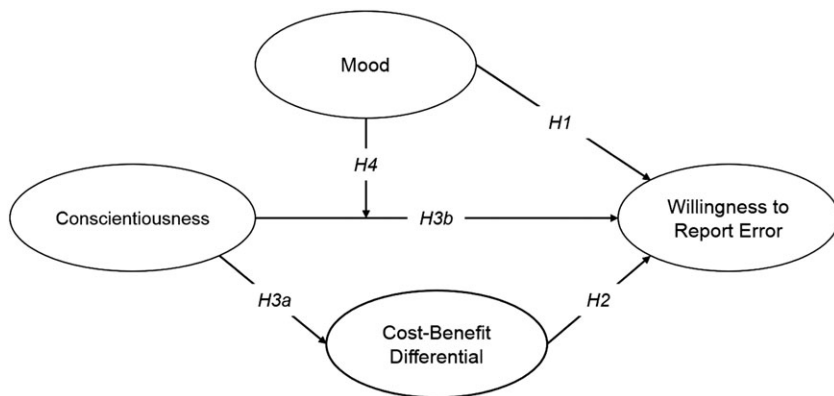 Mood
H1
H4
Conscientiousness
H3b
Willingness to
Report Error
H3a
H2
Cost-Benefit
Differential